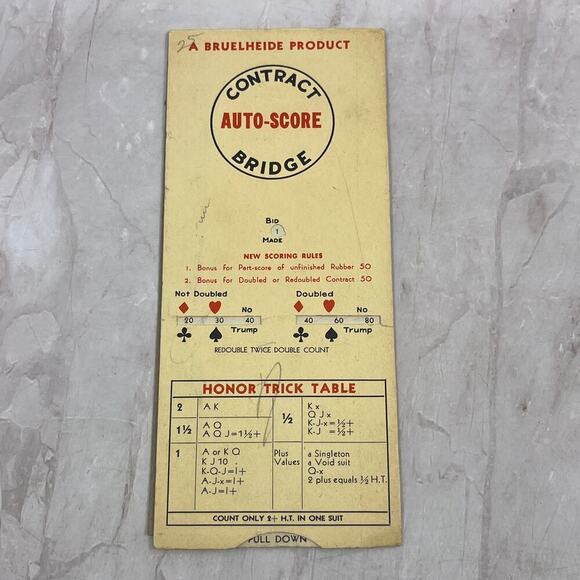 25
A BRUELHEIDE PRODUCT
CONTRACT
AUTO-SCORE
BRIDGE
BID
1
MADE
NEW SCORING RULES
1. Bonus for Part-score of unfinished Rubber 50
2. Bonus for Doubled or Redoubled Contract 50
Not Doubled Doubled
No No
20 30 40 40 60 80
Trump Trump
REDOUBLE TWICE DOUBLE COUNT
HONOR TRICK TABLE
2 A K
1½ A Q
A Q J=1½+
1 A or K Q
K J 10
K-Q-J=1+
A-J-x=1+
A-J=1+
½ K x
Q J x
K-J-x=½+
K-J =½+
Plus Values a Singleton
a Void suit
Q-x
2 plus equals ½ H.T.
COUNT ONLY 2+ H.T. IN ONE SUIT
PULL DOWN